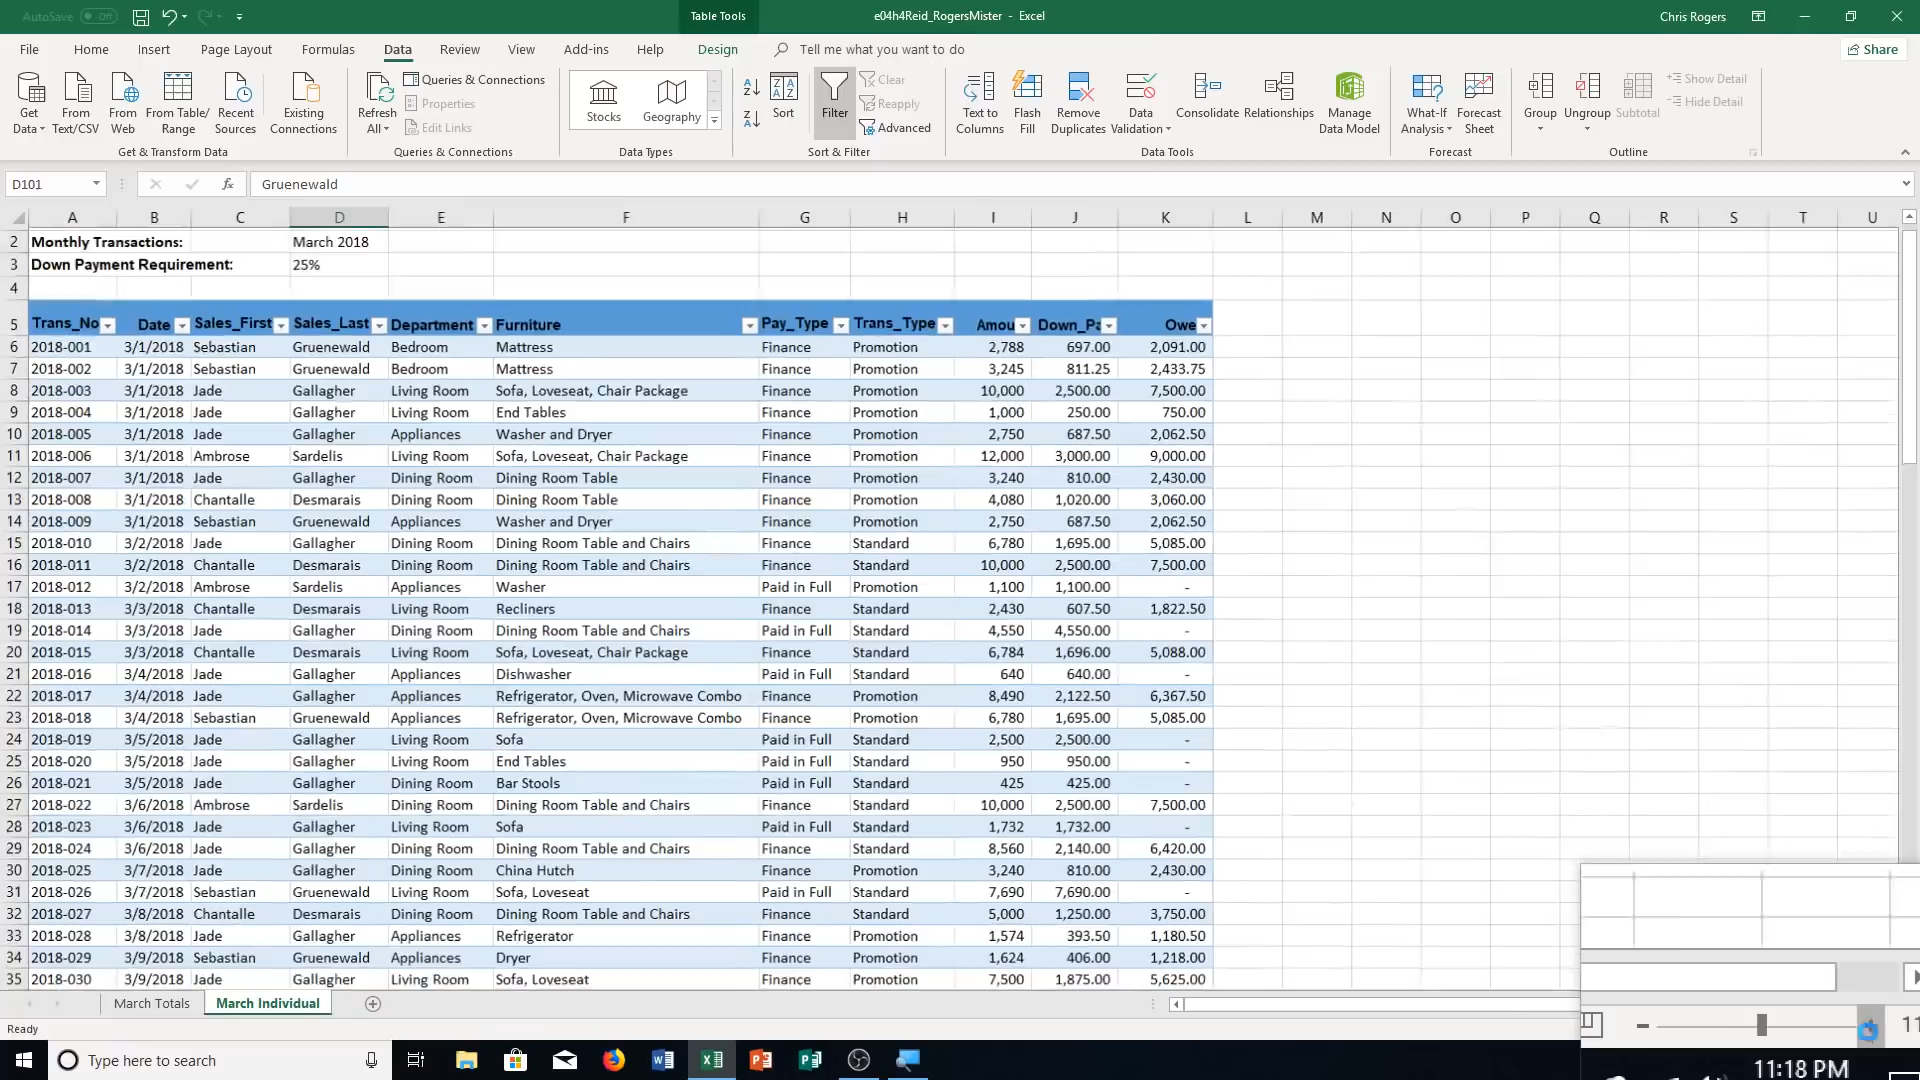 AutoSave Off
Table Tools
e04h4Reid_RogersMister - Excel
Chris Rogers
File Home Insert Page Layout Formulas Data Review View Add-ins Help Design Tell me what you want to do Share
Get Data
From Text/CSV
From Web
From Table/ Range
Recent Sources
Existing Connections
Refresh All
Queries & Connections
Properties
Edit Links
Stocks
Geography
Sort
Filter
Clear
Reapply
Advanced
Text to Columns
Flash Fill
Remove Duplicates
Data Validation
Consolidate
Relationships
Manage Data Model
What-If Analysis
Forecast Sheet
Group
Ungroup
Subtotal
Show Detail
Hide Detail
Get & Transform Data
Queries & Connections
Data Types
Sort & Filter
Data Tools
Forecast
Outline
D101 fx Gruenewald
A B C D E F G H I J K L M N O P Q R S T U
2 Monthly Transactions: March 2018
3 Down Payment Requirement: 25%
4
5 Trans_No Date Sales_First Sales_Last Department Furniture Pay_Type Trans_Type Amou Down_Pa Owe
6 2018-001 3/1/2018 Sebastian Gruenewald Bedroom Mattress Finance Promotion 2,788 697.00 2,091.00
7 2018-002 3/1/2018 Sebastian Gruenewald Bedroom Mattress Finance Promotion 3,245 811.25 2,433.75
8 2018-003 3/1/2018 Jade Gallagher Living Room Sofa, Loveseat, Chair Package Finance Promotion 10,000 2,500.00 7,500.00
9 2018-004 3/1/2018 Jade Gallagher Living Room End Tables Finance Promotion 1,000 250.00 750.00
10 2018-005 3/1/2018 Jade Gallagher Appliances Washer and Dryer Finance Promotion 2,750 687.50 2,062.50
11 2018-006 3/1/2018 Ambrose Sardelis Living Room Sofa, Loveseat, Chair Package Finance Promotion 12,000 3,000.00 9,000.00
12 2018-007 3/1/2018 Jade Gallagher Dining Room Dining Room Table Finance Promotion 3,240 810.00 2,430.00
13 2018-008 3/1/2018 Chantalle Desmarais Dining Room Dining Room Table Finance Promotion 4,080 1,020.00 3,060.00
14 2018-009 3/1/2018 Sebastian Gruenewald Appliances Washer and Dryer Finance Promotion 2,750 687.50 2,062.50
15 2018-010 3/2/2018 Jade Gallagher Dining Room Dining Room Table and Chairs Finance Standard 6,780 1,695.00 5,085.00
16 2018-011 3/2/2018 Chantalle Desmarais Dining Room Dining Room Table and Chairs Finance Standard 10,000 2,500.00 7,500.00
17 2018-012 3/2/2018 Ambrose Sardelis Appliances Washer Paid in Full Promotion 1,100 1,100.00 -
18 2018-013 3/3/2018 Chantalle Desmarais Living Room Recliners Finance Standard 2,430 607.50 1,822.50
19 2018-014 3/3/2018 Jade Gallagher Dining Room Dining Room Table and Chairs Paid in Full Standard 4,550 4,550.00 -
20 2018-015 3/3/2018 Chantalle Desmarais Living Room Sofa, Loveseat, Chair Package Finance Standard 6,784 1,696.00 5,088.00
21 2018-016 3/4/2018 Jade Gallagher Appliances Dishwasher Paid in Full Standard 640 640.00 -
22 2018-017 3/4/2018 Jade Gallagher Appliances Refrigerator, Oven, Microwave Combo Finance Promotion 8,490 2,122.50 6,367.50
23 2018-018 3/4/2018 Sebastian Gruenewald Appliances Refrigerator, Oven, Microwave Combo Finance Promotion 6,780 1,695.00 5,085.00
24 2018-019 3/5/2018 Jade Gallagher Living Room Sofa Paid in Full Standard 2,500 2,500.00 -
25 2018-020 3/5/2018 Jade Gallagher Living Room End Tables Paid in Full Standard 950 950.00 -
26 2018-021 3/5/2018 Jade Gallagher Dining Room Bar Stools Paid in Full Standard 425 425.00 -
27 2018-022 3/6/2018 Ambrose Sardelis Dining Room Dining Room Table and Chairs Finance Standard 10,000 2,500.00 7,500.00
28 2018-023 3/6/2018 Jade Gallagher Living Room Sofa Paid in Full Standard 1,732 1,732.00 -
29 2018-024 3/6/2018 Jade Gallagher Dining Room Dining Room Table and Chairs Finance Standard 8,560 2,140.00 6,420.00
30 2018-025 3/7/2018 Jade Gallagher Dining Room China Hutch Finance Promotion 3,240 810.00 2,430.00
31 2018-026 3/7/2018 Sebastian Gruenewald Living Room Sofa, Loveseat Paid in Full Standard 7,690 7,690.00 -
32 2018-027 3/8/2018 Chantalle Desmarais Dining Room Dining Room Table and Chairs Finance Standard 5,000 1,250.00 3,750.00
33 2018-028 3/8/2018 Jade Gallagher Appliances Refrigerator Finance Promotion 1,574 393.50 1,180.50
34 2018-029 3/9/2018 Sebastian Gruenewald Appliances Dryer Finance Promotion 1,624 406.00 1,218.00
35 2018-030 3/9/2018 Jade Gallagher Living Room Sofa, Loveseat Finance Promotion 7,500 1,875.00 5,625.00
March Totals March Individual
Ready
Type here to search
11:18 PM